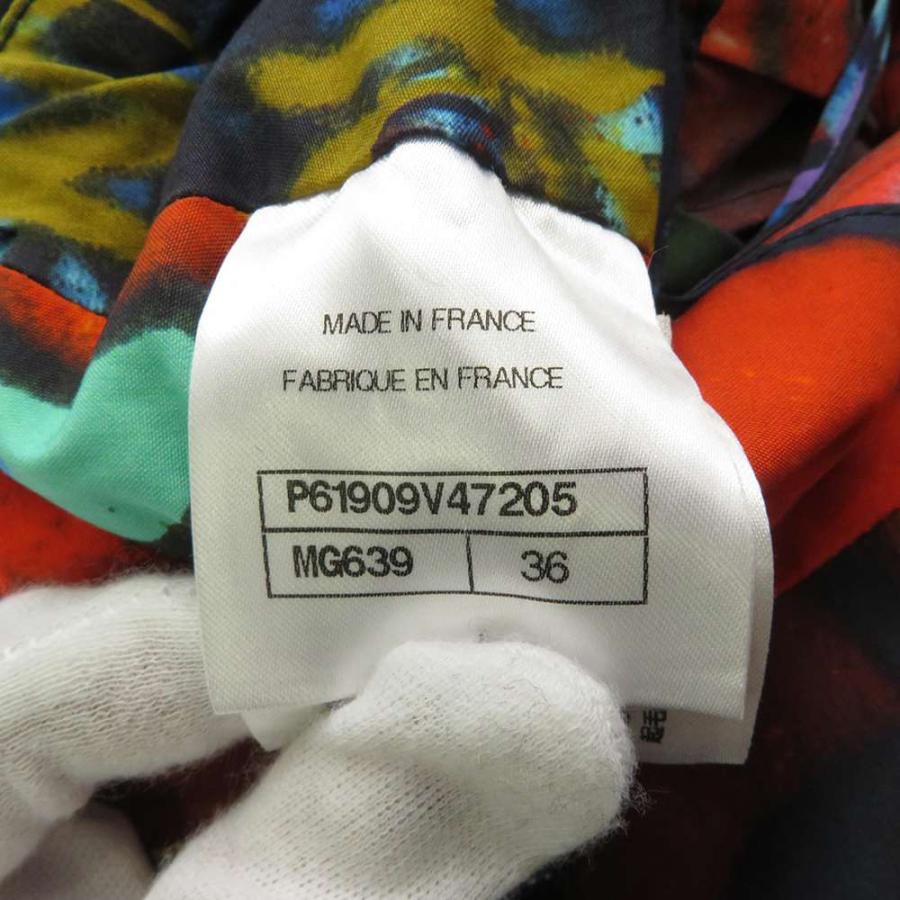 MADE IN FRANCE
FABRIQUE EN FRANCE
P61909V47205
MG639 36